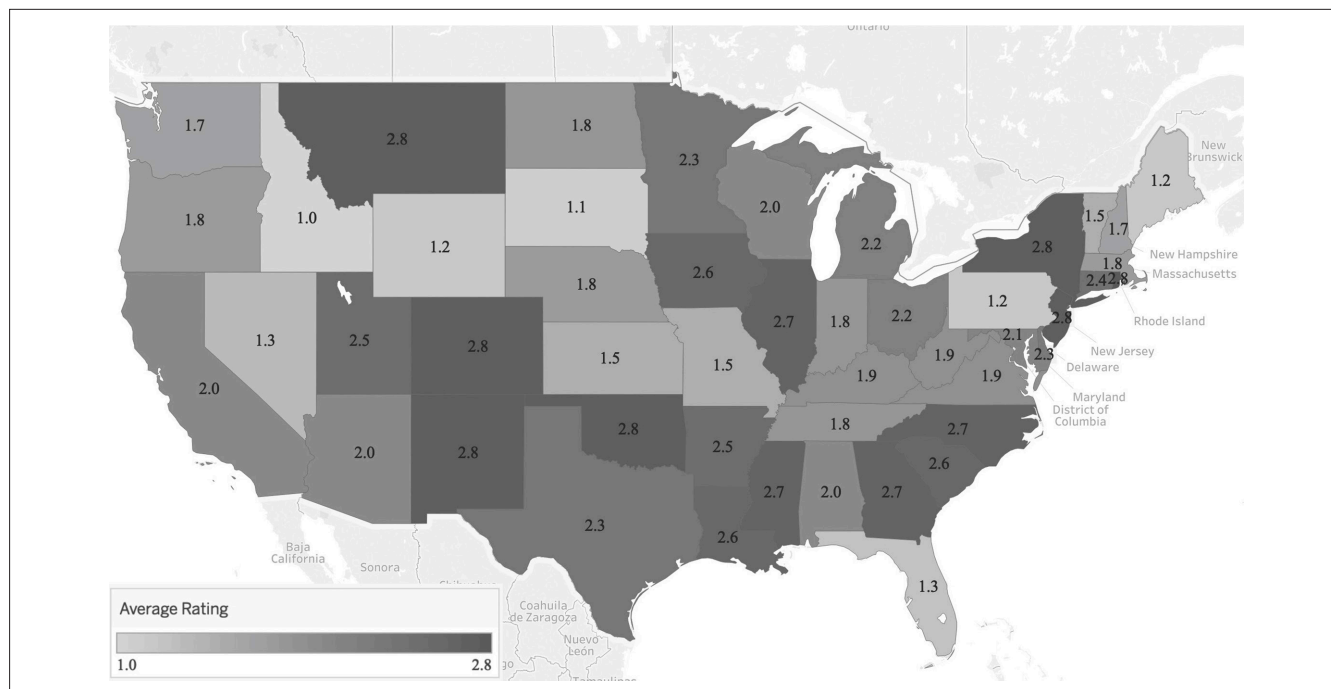 Ontario
New
Brunswick
1.7
2.8
1.8
2.3
1.2
1.8
1.0
1.2
1.1
2.0
2.2
2.8
1.5
1.7
New Hampshire
1.8
Massachusetts
2.4
2.8
Rhode Island
2.6
1.8
2.7
1.8
2.2
1.2
2.8
New Jersey
2.0
1.3
2.5
2.8
1.5
1.5
1.9
1.9
1.9
2.1
2.3
Delaware
Maryland
District of
Columbia
1.8
2.0
2.8
2.8
2.5
2.7
2.6
2.7
2.0
2.7
2.3
2.6
1.3
Baja
California
Sonora
Coahuila
de Zaragoza
Nuevo
León
Tamaulipas
Average Rating
1.0
2.8